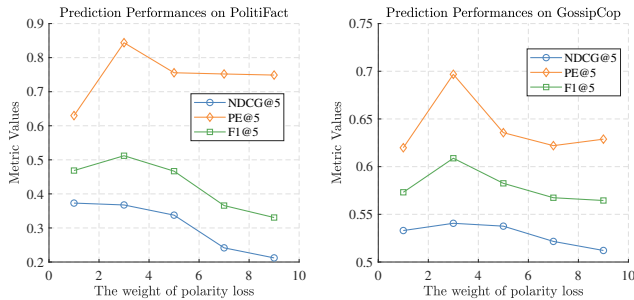 Prediction Performances on PolitiFact
0.9
0.8
0.7
0.6
0.5
0.4
0.3
0.2
Metric Values
NDCG@5
PE@5
F1@5
0 2 4 6 8 10
The weight of polarity loss
Prediction Performances on GossipCop
0.75
0.7
0.65
0.6
0.55
0.5
Metric Values
NDCG@5
PE@5
F1@5
0 2 4 6 8 10
The weight of polarity loss